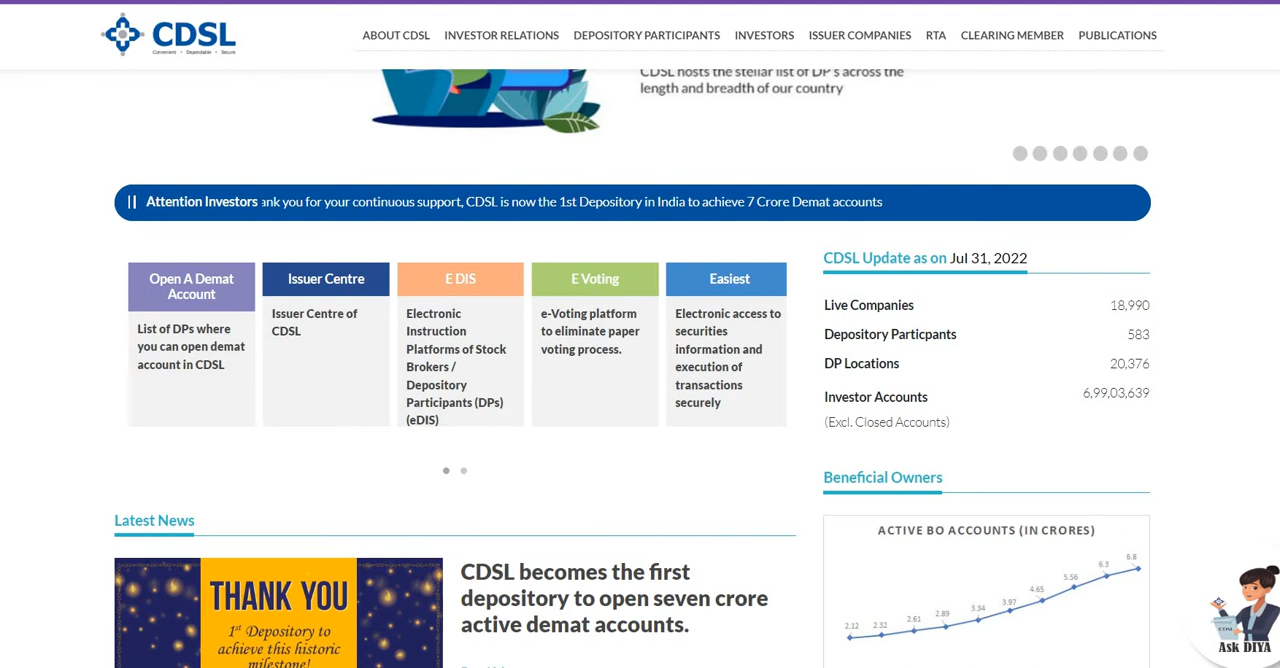 CDSL
Convenient • Dependable • Secure
ABOUT CDSL INVESTOR RELATIONS DEPOSITORY PARTICIPANTS INVESTORS ISSUER COMPANIES RTA CLEARING MEMBER PUBLICATIONS
CDSL hosts the stellar list of DP's across the
length and breadth of our country
Attention Investors ank you for your continuous support, CDSL is now the 1st Depository in India to achieve 7 Crore Demat accounts
Open A Demat
Account
List of DPs where
you can open demat
account in CDSL
Issuer Centre
Issuer Centre of
CDSL
E DIS
Electronic
Instruction
Platforms of Stock
Brokers /
Depository
Participants (DPs)
(eDIS)
E Voting
e-Voting platform
to eliminate paper
voting process.
Easiest
Electronic access to
securities
information and
execution of
transactions
securely
CDSL Update as on Jul 31, 2022
Live Companies 18,990
Depository Particpants 583
DP Locations 20,376
Investor Accounts 6,99,03,639
(Excl. Closed Accounts)
Beneficial Owners
ACTIVE BO ACCOUNTS (IN CRORES)
2.12 2.32 2.61 2.89 3.34 3.97 4.65 5.56 6.3 6.8
Latest News
THANK YOU
1st Depository to
achieve this historic
milestone!
CDSL becomes the first
depository to open seven crore
active demat accounts.
CDSL
Ask DIYA